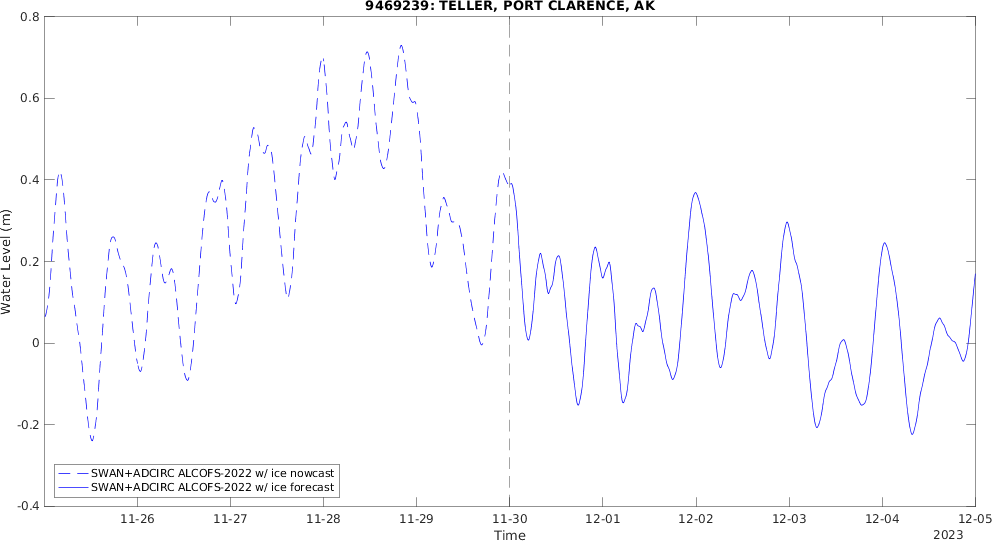 9469239: TELLER, PORT CLARENCE, AK
0.8
0.6
0.4
0.2
0
-0.2
-0.4
Water Level (m)
SWAN+ADCIRC ALCOFS-2022 w/ ice nowcast
SWAN+ADCIRC ALCOFS-2022 w/ ice forecast
11-26 11-27 11-28 11-29 11-30 12-01 12-02 12-03 12-04 12-05
Time
2023